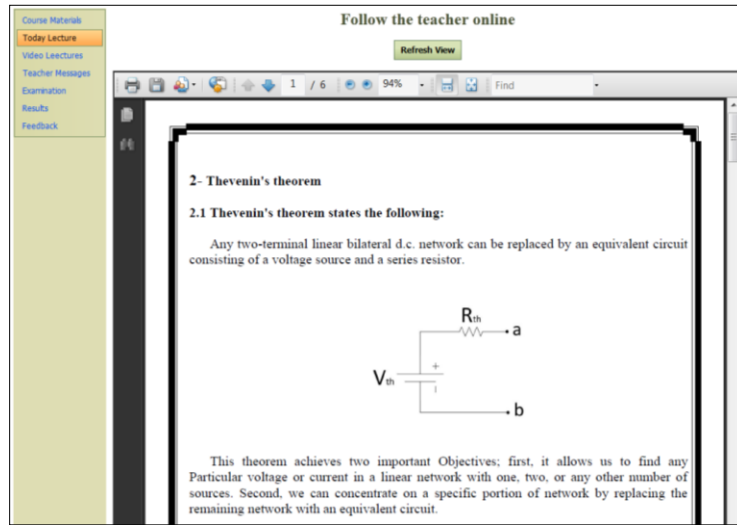 Follow the teacher online
Refresh View
Course Materials
Today Lecture
Video Leectures
Teacher Messages
Examination
Results
Feedback
1 / 6
94%
Find
2- Thevenin's theorem
2.1 Thevenin's theorem states the following:
Any two-terminal linear bilateral d.c. network can be replaced by an equivalent circuit
consisting of a voltage source and a series resistor.
Rth
a
+
Vth
b
This theorem achieves two important Objectives; first, it allows us to find any
Particular voltage or current in a linear network with one, two, or any other number of
sources. Second, we can concentrate on a specific portion of network by replacing the
remaining network with an equivalent circuit.